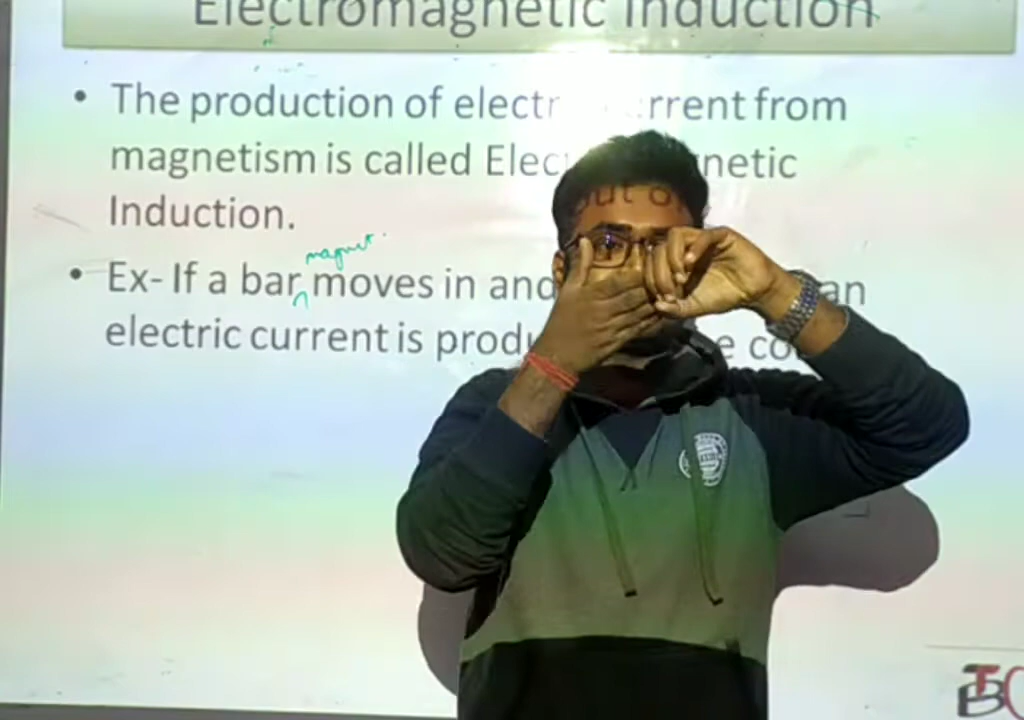 Electromagnetic Induction
• The production of electr rrent from
magnetism is called Elec netic
out o
Induction.
magnet
• Ex- If a bar moves in and an
electric current is produ e co